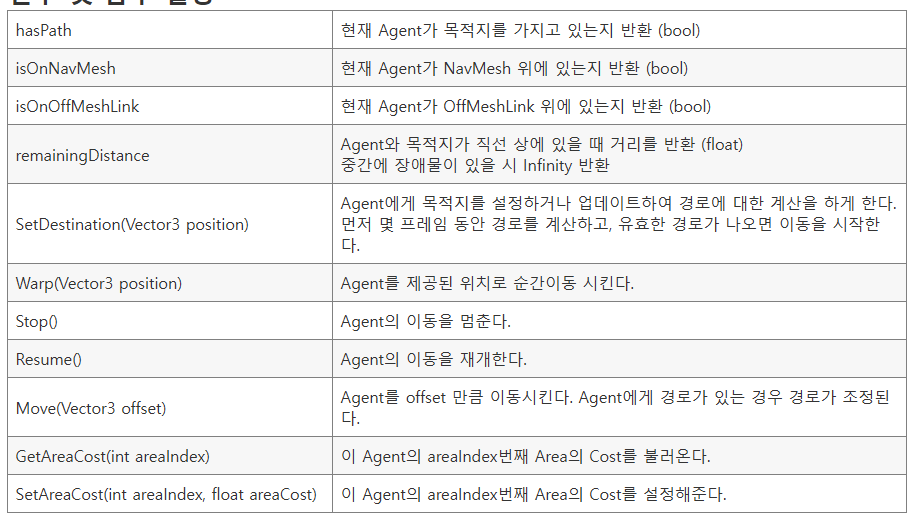 hasPath
현재 Agent가 목적지를 가지고 있는지 반환 (bool)
isOnNavMesh
현재 Agent가 NavMesh 위에 있는지 반환 (bool)
isOnOffMeshLink
현재 Agent가 OffMeshLink 위에 있는지 반환 (bool)
remainingDistance
Agent와 목적지가 직선 상에 있을 때 거리를 반환 (float)
중간에 장애물이 있을 시 Infinity 반환
SetDestination(Vector3 position)
Agent에게 목적지를 설정하거나 업데이트하여 경로에 대한 계산을 하게 한다.
먼저 몇 프레임 동안 경로를 계산하고, 유효한 경로가 나오면 이동을 시작한
다.
Warp(Vector3 position)
Agent를 제공된 위치로 순간이동 시킨다.
Stop()
Agent의 이동을 멈춘다.
Resume()
Agent의 이동을 재개한다.
Move(Vector3 offset)
Agent를 offset 만큼 이동시킨다. Agent에게 경로가 있는 경우 경로가 조정된
다.
GetAreaCost(int areaIndex)
이 Agent의 areaIndex번째 Area의 Cost를 불러온다.
SetAreaCost(int areaIndex, float areaCost)
이 Agent의 areaIndex번째 Area의 Cost를 설정해준다.